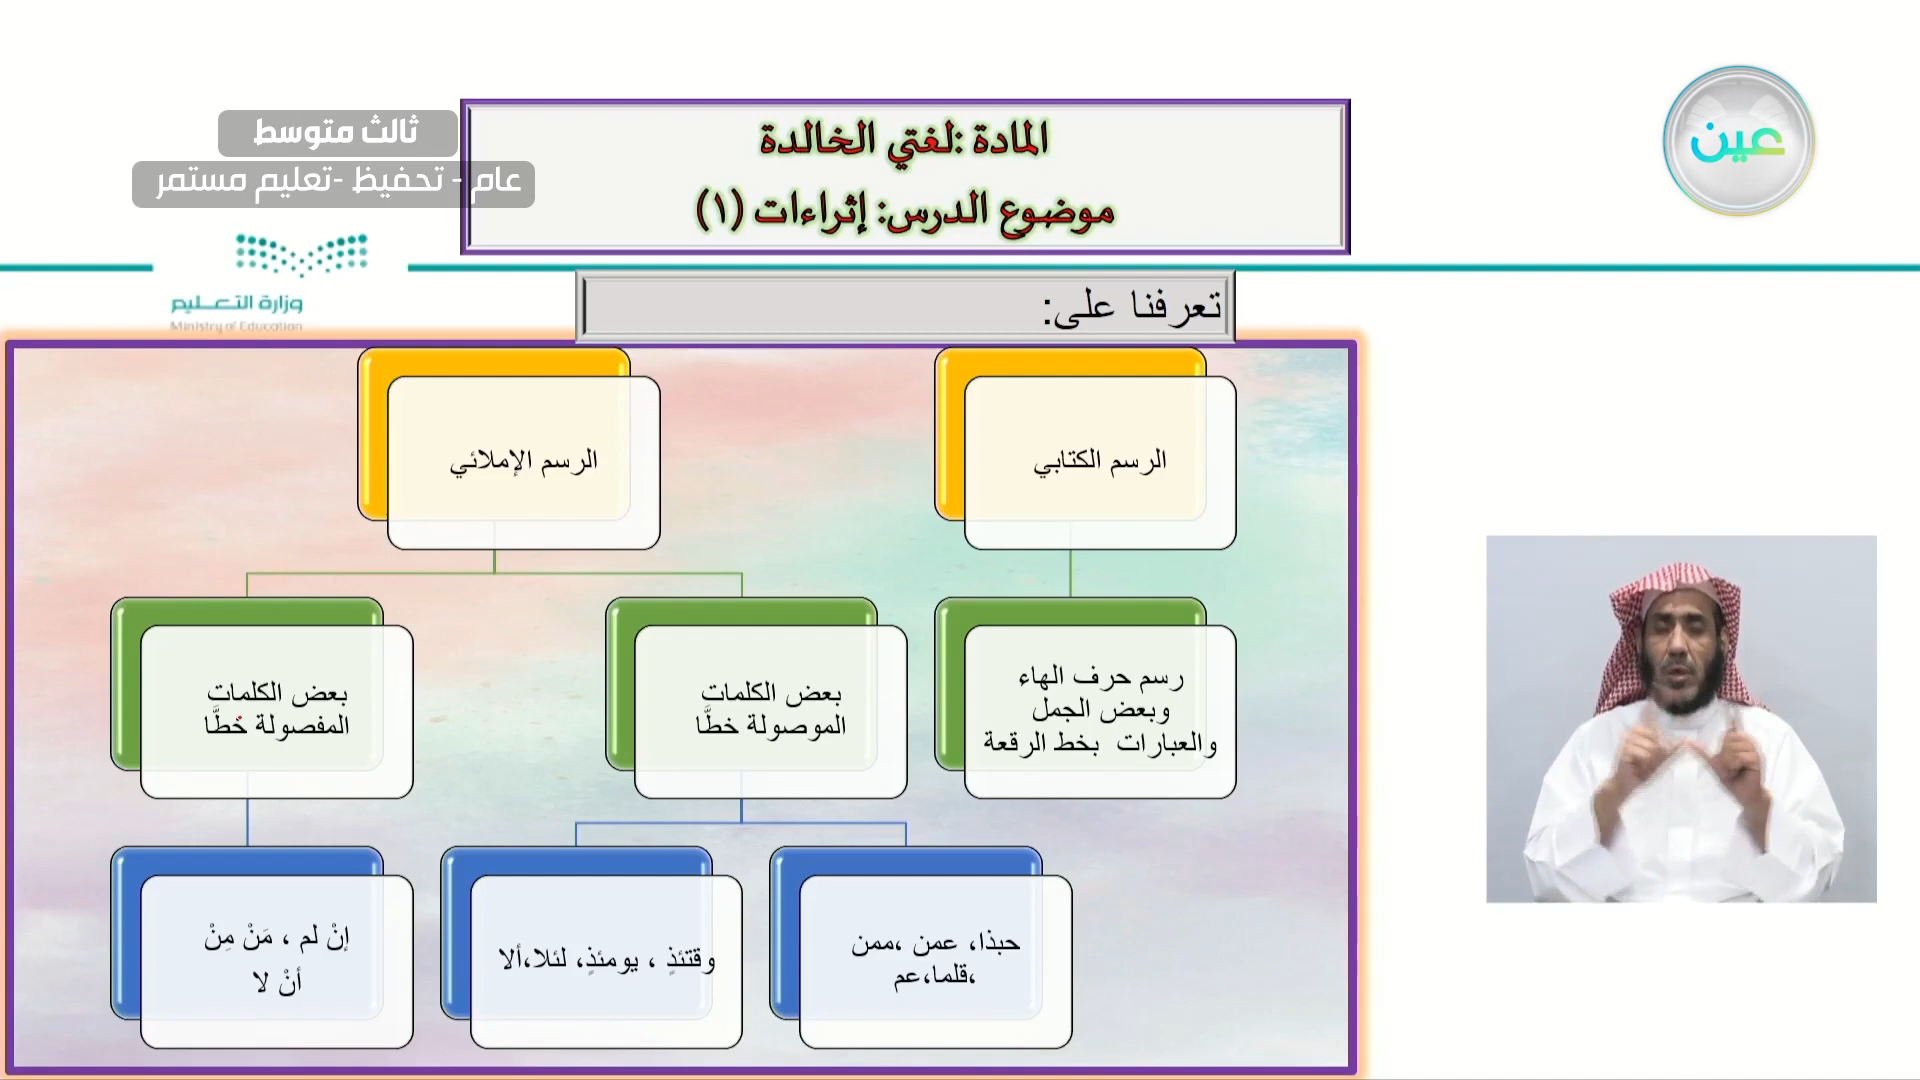 المادة :لغتي الخالدة
موضوع الدرس: إثراءات (١)
ثالث متوسط
عام - تحفيظ -تعليم مستمر
عين
وزارة التعليم
Ministry of Education
تعرفنا على:
الرسم الكتابي
الرسم الإملائي
رسم حرف الهاء
وبعض الجمل
والعبارات بخط الرقعة
بعض الكلمات
الموصولة خطًّا
بعض الكلمات
المفصولة خطًّا
حبذا، عمن ،ممن
،قلما،عم
وقتئذٍ ، يومئذٍ، لئلا،ألا
إنْ لم ، مَنْ مِنْ
أنْ لا